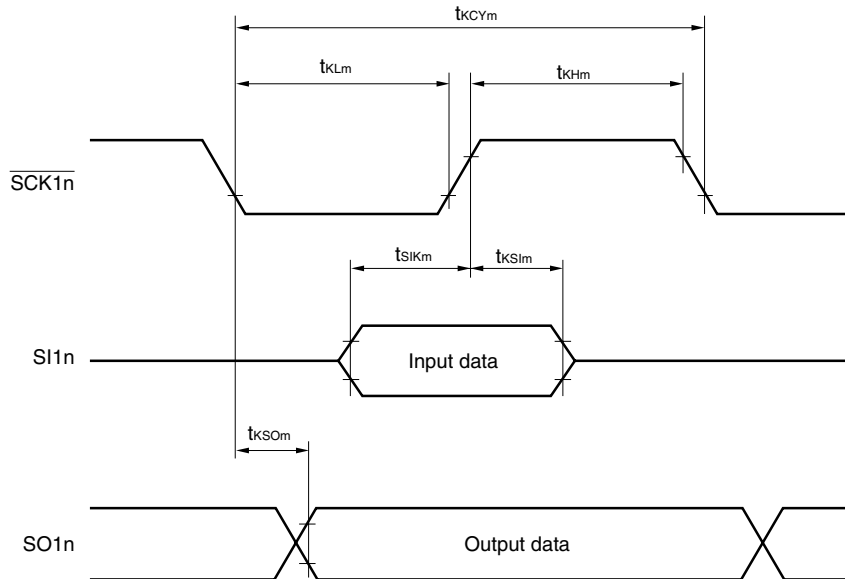 tKCYm
tKLm
tKHm
SCK1n
tSIKm
tKSIm
SI1n
Input data
tKSOm
SO1n
Output data